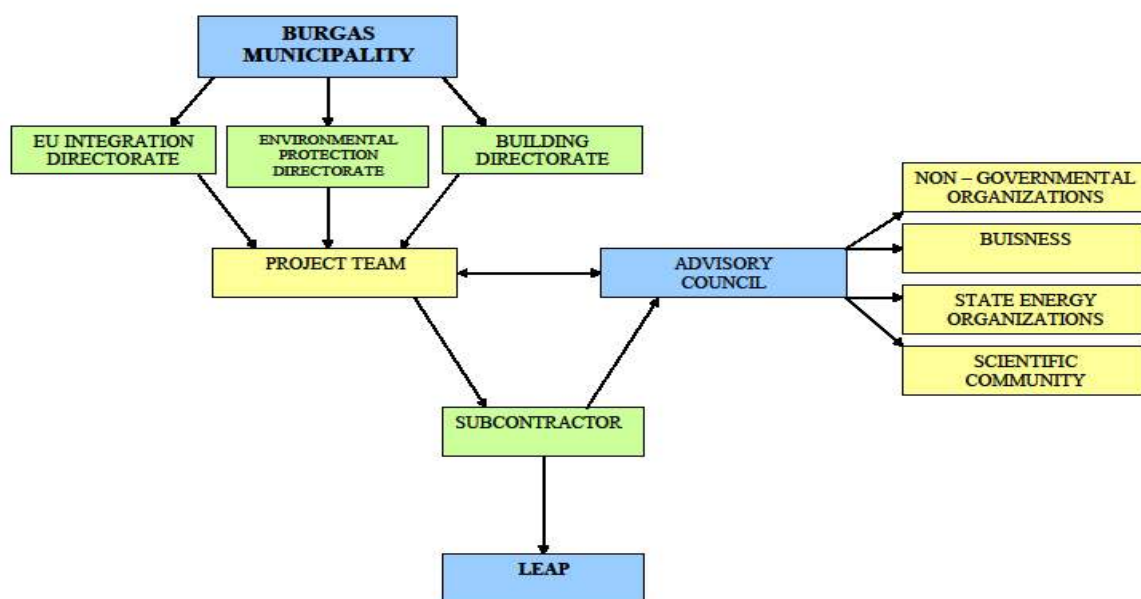 BURGAS
MUNICIPALITY
EU INTEGRATION
DIRECTORATE
ENVIRONMENTAL
PROTECTION
DIRECTORATE
BUILDING
DIRECTORATE
NON – GOVERNMENTAL
ORGANIZATIONS
BUISNESS
PROJECT TEAM
ADVISORY
COUNCIL
STATE ENERGY
ORGANIZATIONS
SCIENTIFIC
COMMUNITY
SUBCONTRACTOR
LEAP